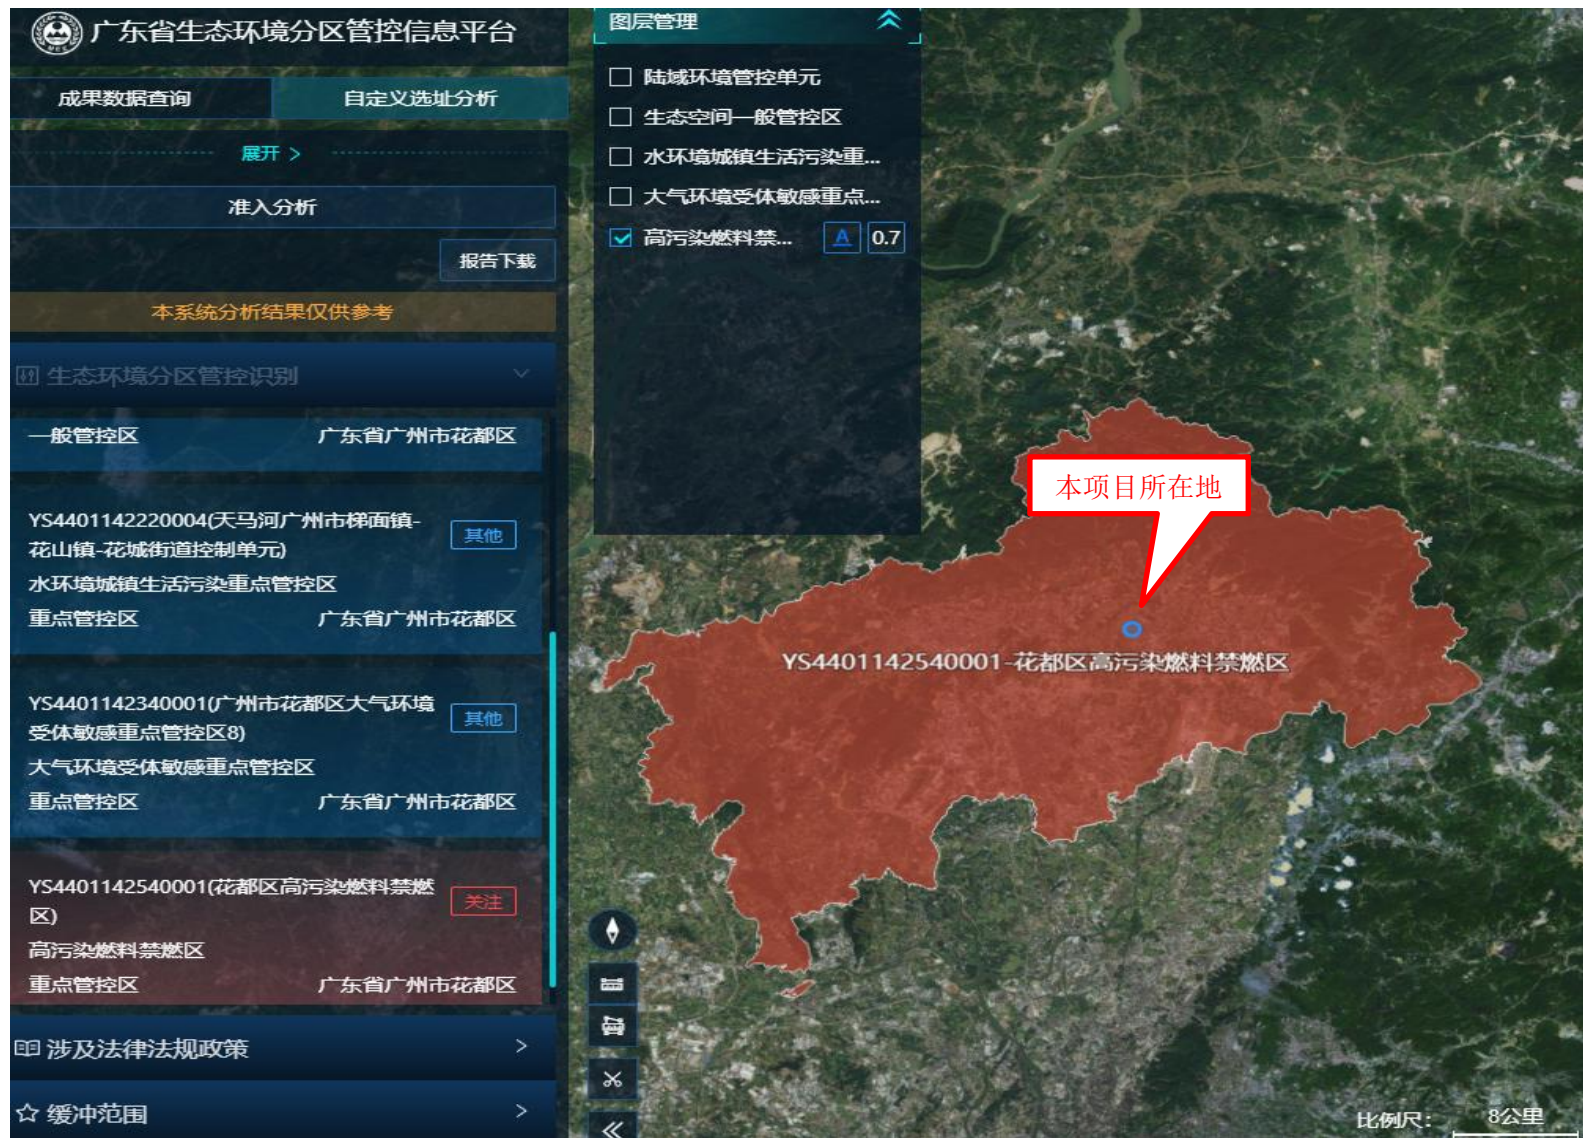 广东省生态环境分区管控信息平台
成果数据查询
自定义选址分析
展开 >
准入分析
报告下载
本系统分析结果仅供参考
生态环境分区管控识别
一般管控区
广东省广州市花都区
YS4401142220004(天马河广州市梯面镇-
花山镇-花城街道控制单元)
其他
水环境城镇生活污染重点管控区
重点管控区
广东省广州市花都区
YS4401142340001(广州市花都区大气环境
受体敏感重点管控区8)
其他
大气环境受体敏感重点管控区
重点管控区
广东省广州市花都区
YS4401142540001(花都区高污染燃料禁燃
区)
关注
高污染燃料禁燃区
重点管控区
广东省广州市花都区
涉及法律法规政策
缓冲范围
图层管理
陆域环境管控单元
生态空间一般管控区
水环境城镇生活污染重...
大气环境受体敏感重点...
高污染燃料禁...
A
0.7
本项目所在地
YS4401142540001-花都区高污染燃料禁燃区
比例尺:
8公里